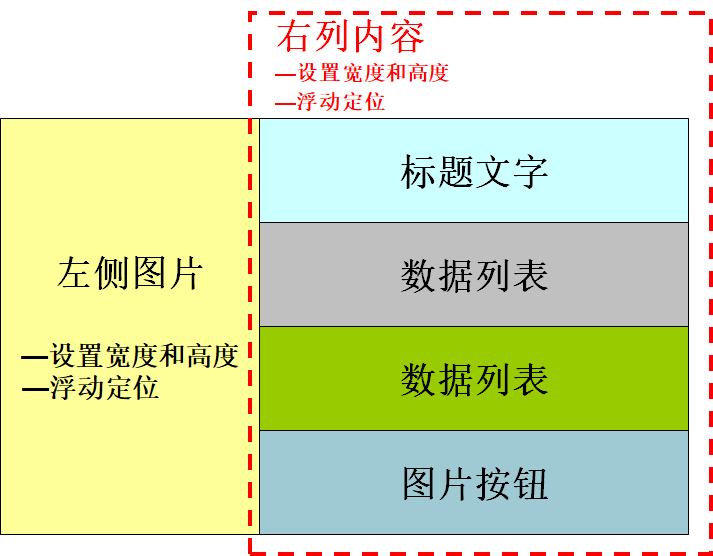 右列内容
—设置宽度和高度
—浮动定位
标题文字
左侧图片
数据列表
—设置宽度和高度
—浮动定位
数据列表
图片按钮